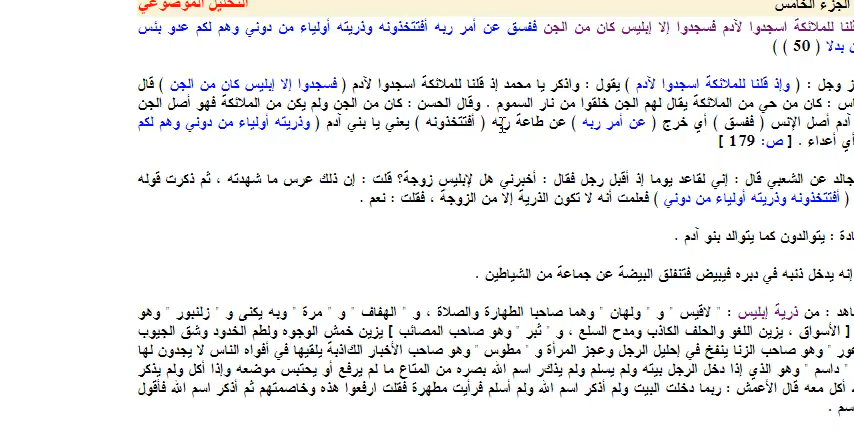 الجزء الخامس التحليل الموضوعي
قلنا للملائكة اسجدوا لآدم فسجدوا إلا إبليس كان من الجن ففسق عن أمر ربه أفتتخذونه وذريته أولياء من دوني وهم لكم عدو بئس
بدلا ( 50 ) )
ز وجل : ( وإذ قلنا للملائكة اسجدوا لآدم ) يقول : واذكر يا محمد إذ قلنا للملائكة اسجدوا لآدم ( فسجدوا إلا إبليس كان من الجن ) قال
اس : كان من حي من الملائكة يقال لهم الجن خلقوا من نار السموم . وقال الحسن : كان من الجن ولم يكن من الملائكة فهو أصل الجن
آدم أصل الإنس ( ففسق ) أي خرج ( عن أمر ربه ) عن طاعة ربه ( أفتتخذونه ) يعني يا بني آدم ( وذريته أولياء من دوني وهم لكم
أي أعداء . [ ص: 179 ]
جالد عن الشعبي قال : إني لقاعد يوما إذ أقبل رجل فقال : أخبرني هل لإبليس زوجة؟ قلت : إن ذلك عرس ما شهدته ، ثم ذكرت قوله
( أفتتخذونه وذريته أولياء من دوني ) فعلمت أنه لا تكون الذرية إلا من الزوجة ، فقلت : نعم .
ادة : يتوالدون كما يتوالد بنو آدم .
إنه يدخل ذنبه في دبره فيبيض فتنفلق البيضة عن جماعة من الشياطين .
اهد : من ذرية إبليس : " لاقيس " و " ولهان " وهما صاحبا الطهارة والصلاة ، و " الهفاف " و " مرة " وبه يكنى و " زلنبور " وهو
[ الأسواق ، يزين اللغو والحلف الكاذب ومدح السلع ، و " ثبر " وهو صاحب المصائب ] يزين خمش الوجوه ولطم الخدود وشق الجيوب
عور " وهو صاحب الزنا ينفخ في إحليل الرجل وعجز المرأة و " مطوس " وهو صاحب الأخبار الكاذبة يلقيها في أفواه الناس لا يجدون لها
" داسم " وهو الذي إذا دخل الرجل بيته ولم يسلم ولم يذكر اسم الله بصره من المتاع ما لم يرفع أو يحتبس موضعه وإذا أكل ولم يذكر
أكل معه قال الأعمش : ربما دخلت البيت ولم أذكر اسم الله ولم أسلم فرأيت مطهرة فقلت ارفعوا هذه وخاصمتهم ثم أذكر اسم الله فأقول
سم .